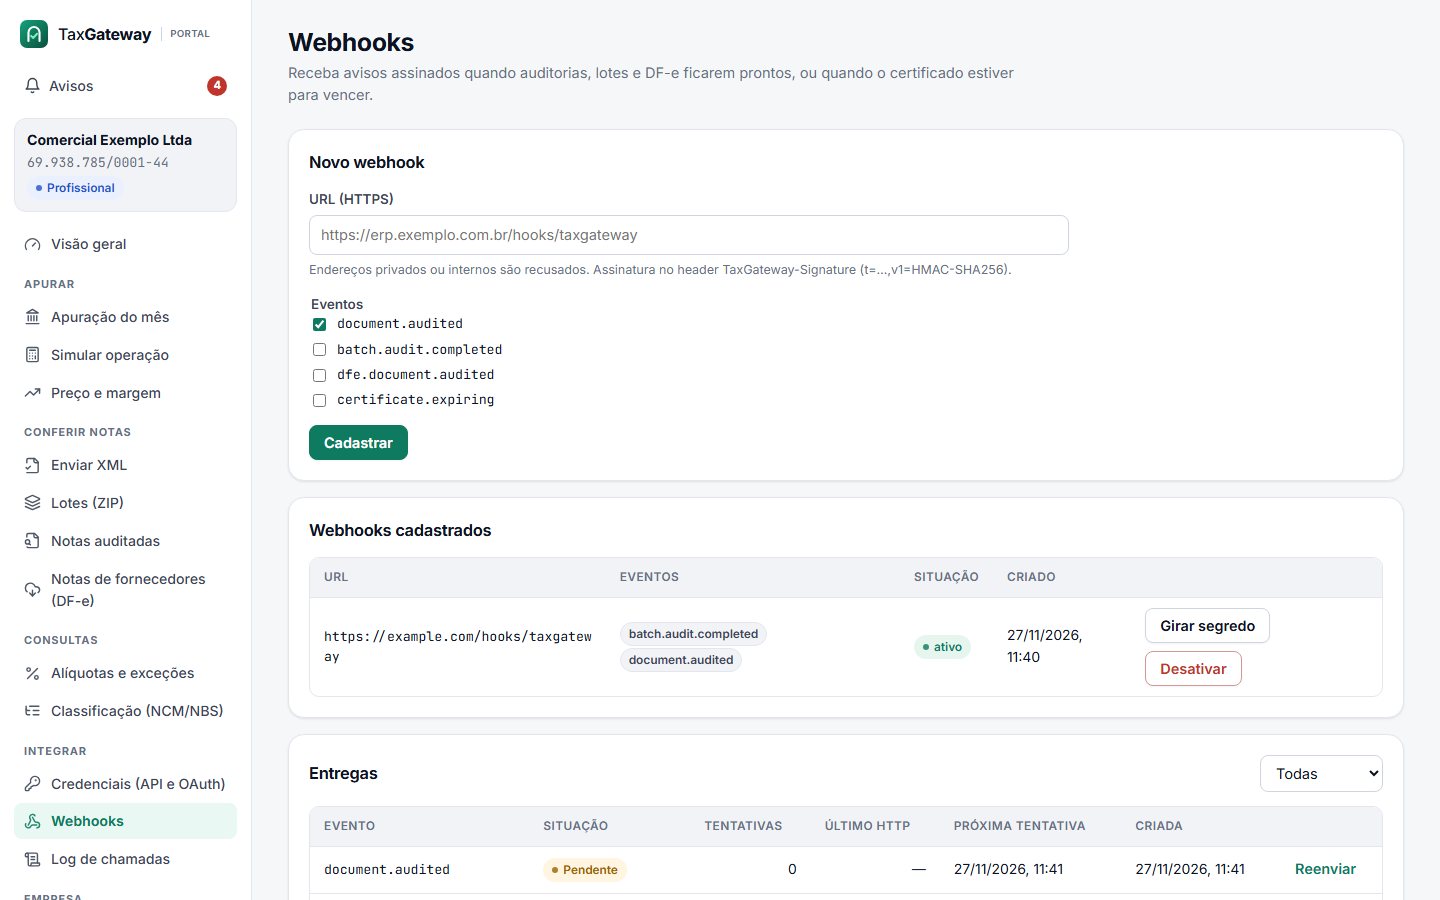 TaxGateway PORTAL
Avisos 4
Comercial Exemplo Ltda
69.938.785/0001-44
Profissional
Visão geral
APURAR
Apuração do mês
Simular operação
Preço e margem
CONFERIR NOTAS
Enviar XML
Lotes (ZIP)
Notas auditadas
Notas de fornecedores
(DF-e)
CONSULTAS
Alíquotas e exceções
Classificação (NCM/NBS)
INTEGRAR
Credenciais (API e OAuth)
Webhooks
Log de chamadas
EMPRESA
Webhooks
Receba avisos assinados quando auditorias, lotes e DF-e ficarem prontos, ou quando o certificado estiver
para vencer.
Novo webhook
URL (HTTPS)
https://erp.exemplo.com.br/hooks/taxgateway
Endereços privados ou internos são recusados. Assinatura no header TaxGateway-Signature (t=…,v1=HMAC-SHA256).
Eventos
document.audited
batch.audit.completed
dfe.document.audited
certificate.expiring
Cadastrar
Webhooks cadastrados
URL EVENTOS SITUAÇÃO CRIADO
https://example.com/hooks/taxgatew
ay
batch.audit.completed
document.audited
ativo
27/11/2026,
11:40
Girar segredo
Desativar
Entregas
Todas
EVENTO SITUAÇÃO TENTATIVAS ÚLTIMO HTTP PRÓXIMA TENTATIVA CRIADA
document.audited Pendente 0 — 27/11/2026, 11:41 27/11/2026, 11:41 Reenviar